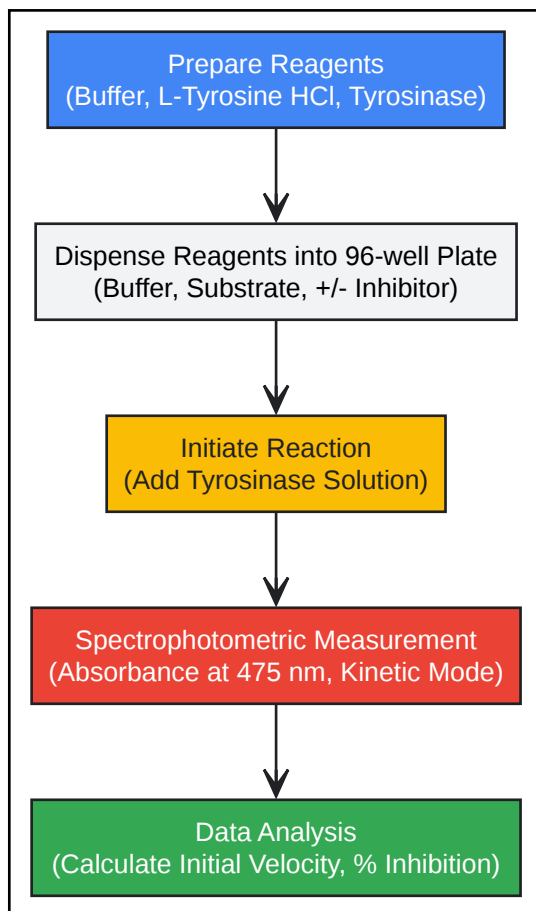 Prepare Reagents
(Buffer, L-Tyrosine HCl, Tyrosinase)
Dispense Reagents into 96-well Plate
(Buffer, Substrate, +/- Inhibitor)
Initiate Reaction
(Add Tyrosinase Solution)
Spectrophotometric Measurement
(Absorbance at 475 nm, Kinetic Mode)
Data Analysis
(Calculate Initial Velocity, % Inhibition)